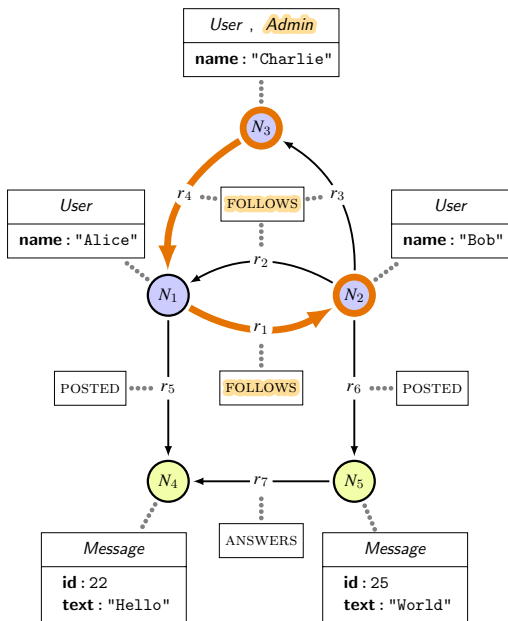 User , Admin
name : "Charlie"
N3
r4
FOLLOWS
r3
User
name : "Alice"
User
name : "Bob"
r2
N1
N2
r1
POSTED
r5
FOLLOWS
r6
POSTED
N4
r7
N5
ANSWERS
Message
id : 22
text : "Hello"
Message
id : 25
text : "World"